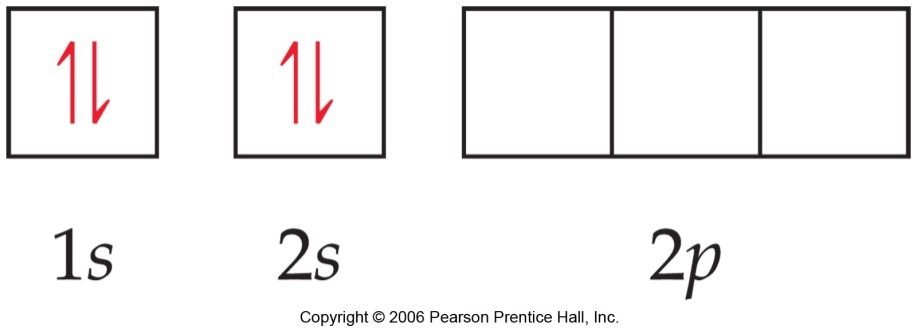 1s 2s 2p
Copyright © 2006 Pearson Prentice Hall, Inc.